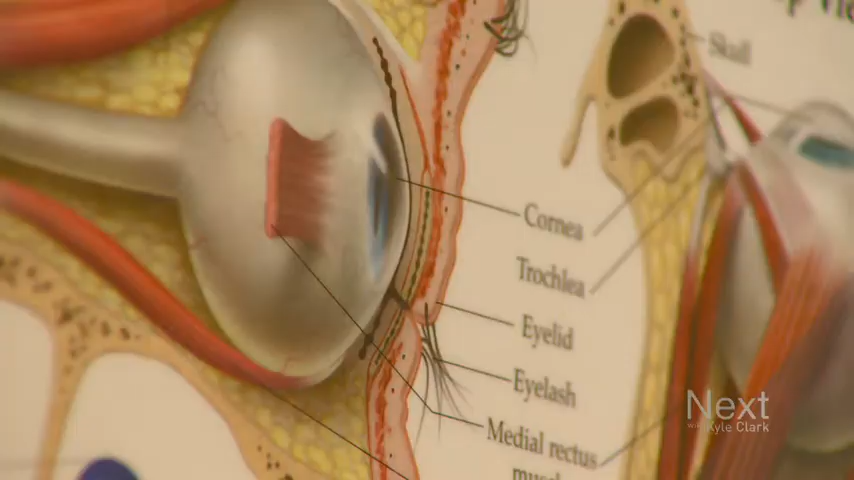 Skull
Cornea
Trochlea
Eyelid
Eyelash
Medial rectus
Next
with Kyle Clark